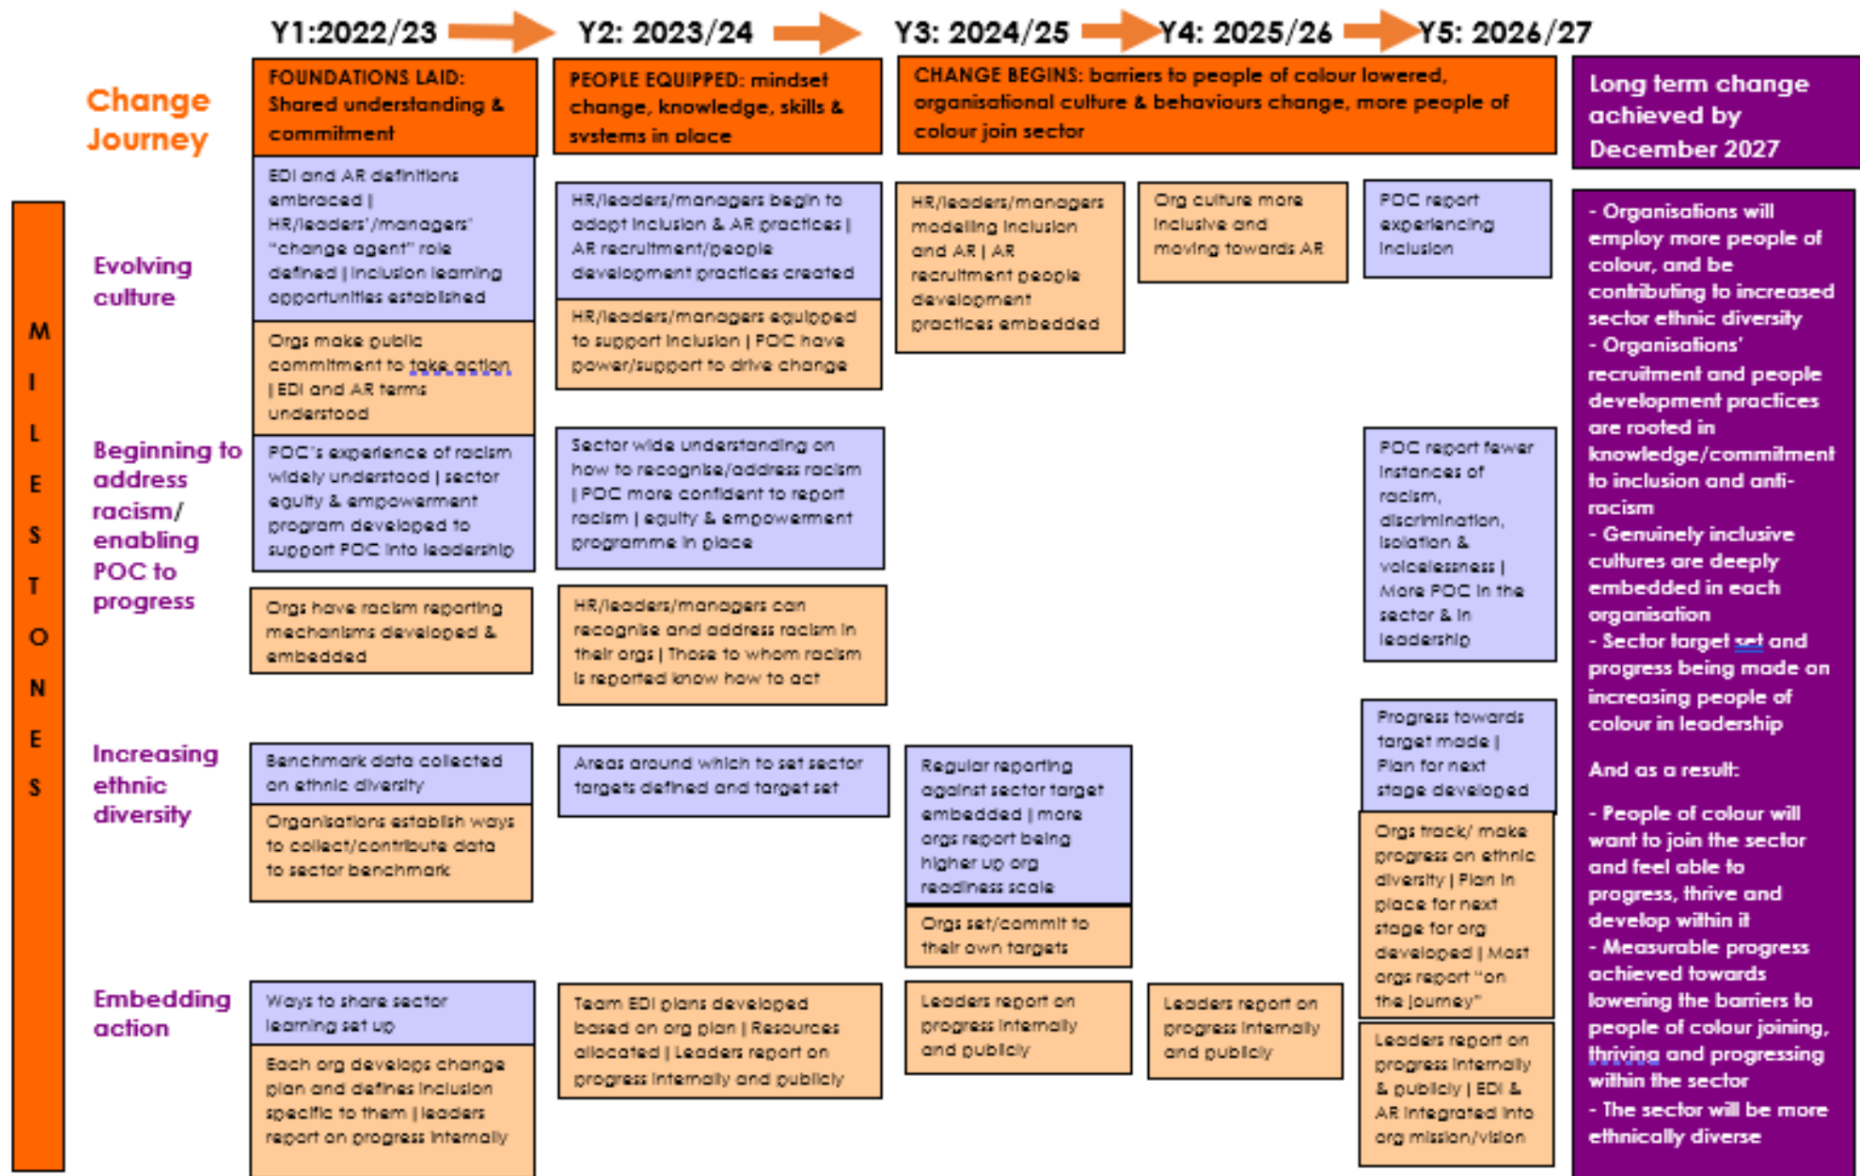 Y1:2022/23
Y2: 2023/24
Y3: 2024/25
Y4: 2025/26
Y5: 2026/27
Change
Journey
FOUNDATIONS LAID:
Shared understanding &
commitment
PEOPLE EQUIPPED: mindset
change, knowledge, skills &
systems in place
CHANGE BEGINS: barriers to people of colour lowered,
organisational culture & behaviours change, more people of
colour join sector
Long term change
achieved by
December 2027
MILESTONES
Evolving
culture
EDI and AR definitions
embraced |
HR/leaders'/managers'
"change agent" role
defined | Inclusion learning
opportunities established
Orgs make public
commitment to take action
| EDI and AR terms
understood
HR/leaders/managers begin to
adopt inclusion & AR practices |
AR recruitment/people
development practices created
HR/leaders/managers equipped
to support inclusion | POC have
power/support to drive change
HR/leaders/managers
modelling inclusion
and AR | AR
recruitment people
development
practices embedded
Org culture more
inclusive and
moving towards AR
POC report
experiencing
inclusion
Beginning to
address
racism/
enabling
POC to
progress
POC's experience of racism
widely understood | sector
equity & empowerment
program developed to
support POC into leadership
Orgs have racism reporting
mechanisms developed &
embedded
Sector wide understanding on
how to recognise/address racism
| POC more confident to report
racism | equity & empowerment
programme in place
HR/leaders/managers can
recognise and address racism in
their orgs | Those to whom racism
is reported know how to act
POC report fewer
instances of
racism,
discrimination,
isolation &
voicelessness |
More POC in the
sector & in
leadership
Increasing
ethnic
diversity
Benchmark data collected
on ethnic diversity
Organisations establish ways
to collect/contribute data
to sector benchmark
Areas around which to set sector
targets defined and target set
Regular reporting
against sector target
embedded | more
orgs report being
higher up org
readiness scale
Orgs set/commit to
their own targets
Progress towards
target made |
Plan for next
stage developed
Orgs track/ make
progress on ethnic
diversity | Plan in
place for next
stage for org
developed | Most
orgs report "on
the journey"
Embedding
action
Ways to share sector
learning set up
Each org develops change
plan and defines inclusion
specific to them | leaders
report on progress internally
Team EDI plans developed
based on org plan | Resources
allocated | Leaders report on
progress internally and publicly
Leaders report on
progress internally
and publicly
Leaders report on
progress internally
and publicly
Leaders report on
progress internally
& publicly | EDI &
AR integrated into
org mission/vision
- Organisations will
employ more people of
colour, and be
contributing to increased
sector ethnic diversity
- Organisations'
recruitment and people
development practices
are rooted in
knowledge/commitment
to inclusion and anti-
racism
- Genuinely inclusive
cultures are deeply
embedded in each
organisation
- Sector target set and
progress being made on
increasing people of
colour in leadership
And as a result:
- People of colour will
want to join the sector
and feel able to
progress, thrive and
develop within it
- Measurable progress
achieved towards
lowering the barriers to
people of colour joining,
thriving and progressing
within the sector
- The sector will be more
ethnically diverse